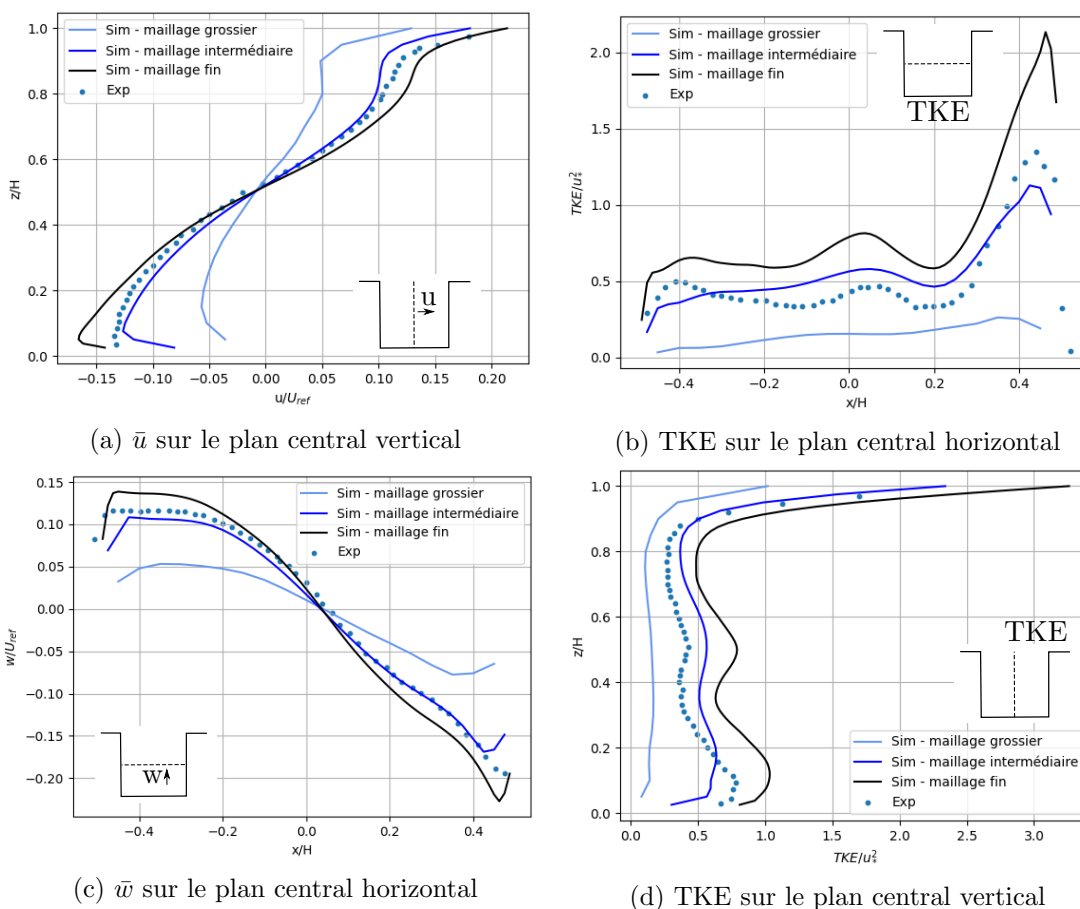 Sim - maillage grossier
Sim - maillage intermédiaire
Sim - maillage fin
Exp
1.0
0.8
0.6
0.4
0.2
0.0
z/H
u
−0.15 −0.10 −0.05 0.00 0.05 0.10 0.15 0.20
u/U_ref
(a) ū sur le plan central vertical
Sim - maillage grossier
Sim - maillage intermédiaire
Sim - maillage fin
Exp
TKE
2.0
1.5
1.0
0.5
0.0
TKE/u²*
−0.4 −0.2 0.0 0.2 0.4
x/H
(b) TKE sur le plan central horizontal
Sim - maillage grossier
Sim - maillage intermédiaire
Sim - maillage fin
Exp
0.15
0.10
0.05
0.00
−0.05
−0.10
−0.15
−0.20
w/U_ref
w
−0.4 −0.2 0.0 0.2 0.4
x/H
(c) w̄ sur le plan central horizontal
1.0
0.8
0.6
0.4
0.2
0.0
z/H
TKE
Sim - maillage grossier
Sim - maillage intermédiaire
Sim - maillage fin
Exp
0.0 0.5 1.0 1.5 2.0 2.5 3.0
TKE/u²*
(d) TKE sur le plan central vertical